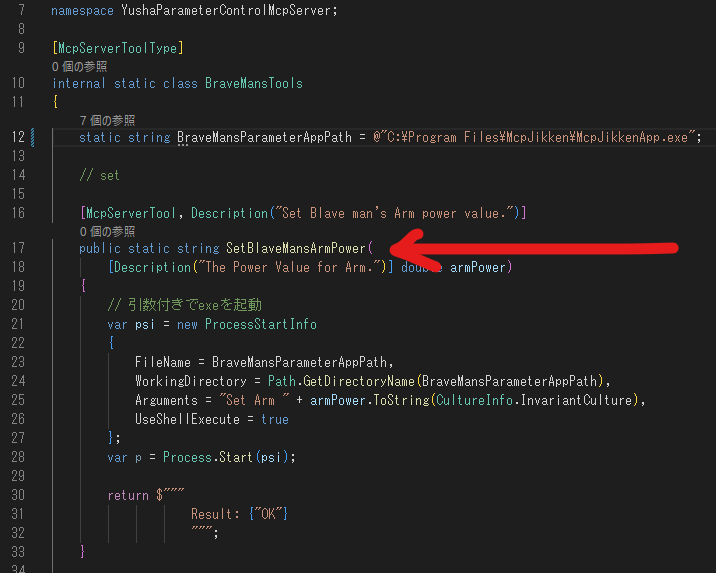 7 namespace YushaParameterControlMcpServer;
8
9 [McpServerToolType]
0 個の参照
10 internal static class BraveMansTools
11 {
7 個の参照
12 static string BraveMansParameterAppPath = @"C:¥Program Files¥McpJikken¥McpJikkenApp.exe";
13
14 // set
15
16 [McpServerTool, Description("Set Blave man's Arm power value.")]
0 個の参照
17 public static string SetBlaveMansArmPower(
18 [Description("The Power Value for Arm.")] double armPower)
19 {
20 // 引数付きでexeを起動
21 var psi = new ProcessStartInfo
22 {
23 FileName = BraveMansParameterAppPath,
24 WorkingDirectory = Path.GetDirectoryName(BraveMansParameterAppPath),
25 Arguments = "Set Arm " + armPower.ToString(CultureInfo.InvariantCulture),
26 UseShellExecute = true
27 };
28 var p = Process.Start(psi);
29
30 return $"""
31 Result: {"OK"}
32 """;
33 }
34